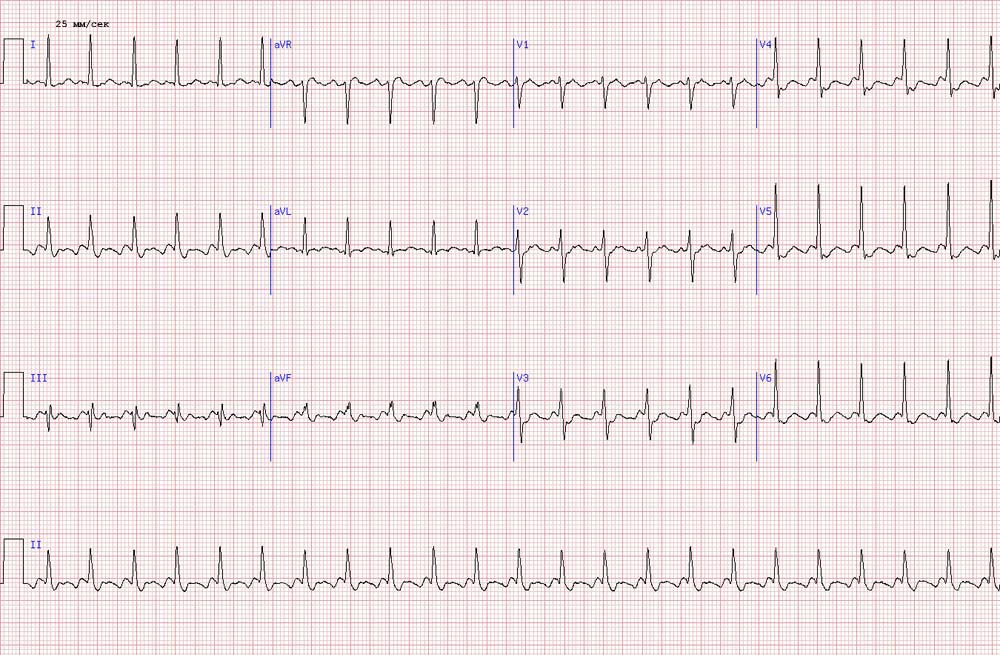 25 мм/сек
I aVR V1 V4
II aVL V2 V5
III aVF V3 V6
II